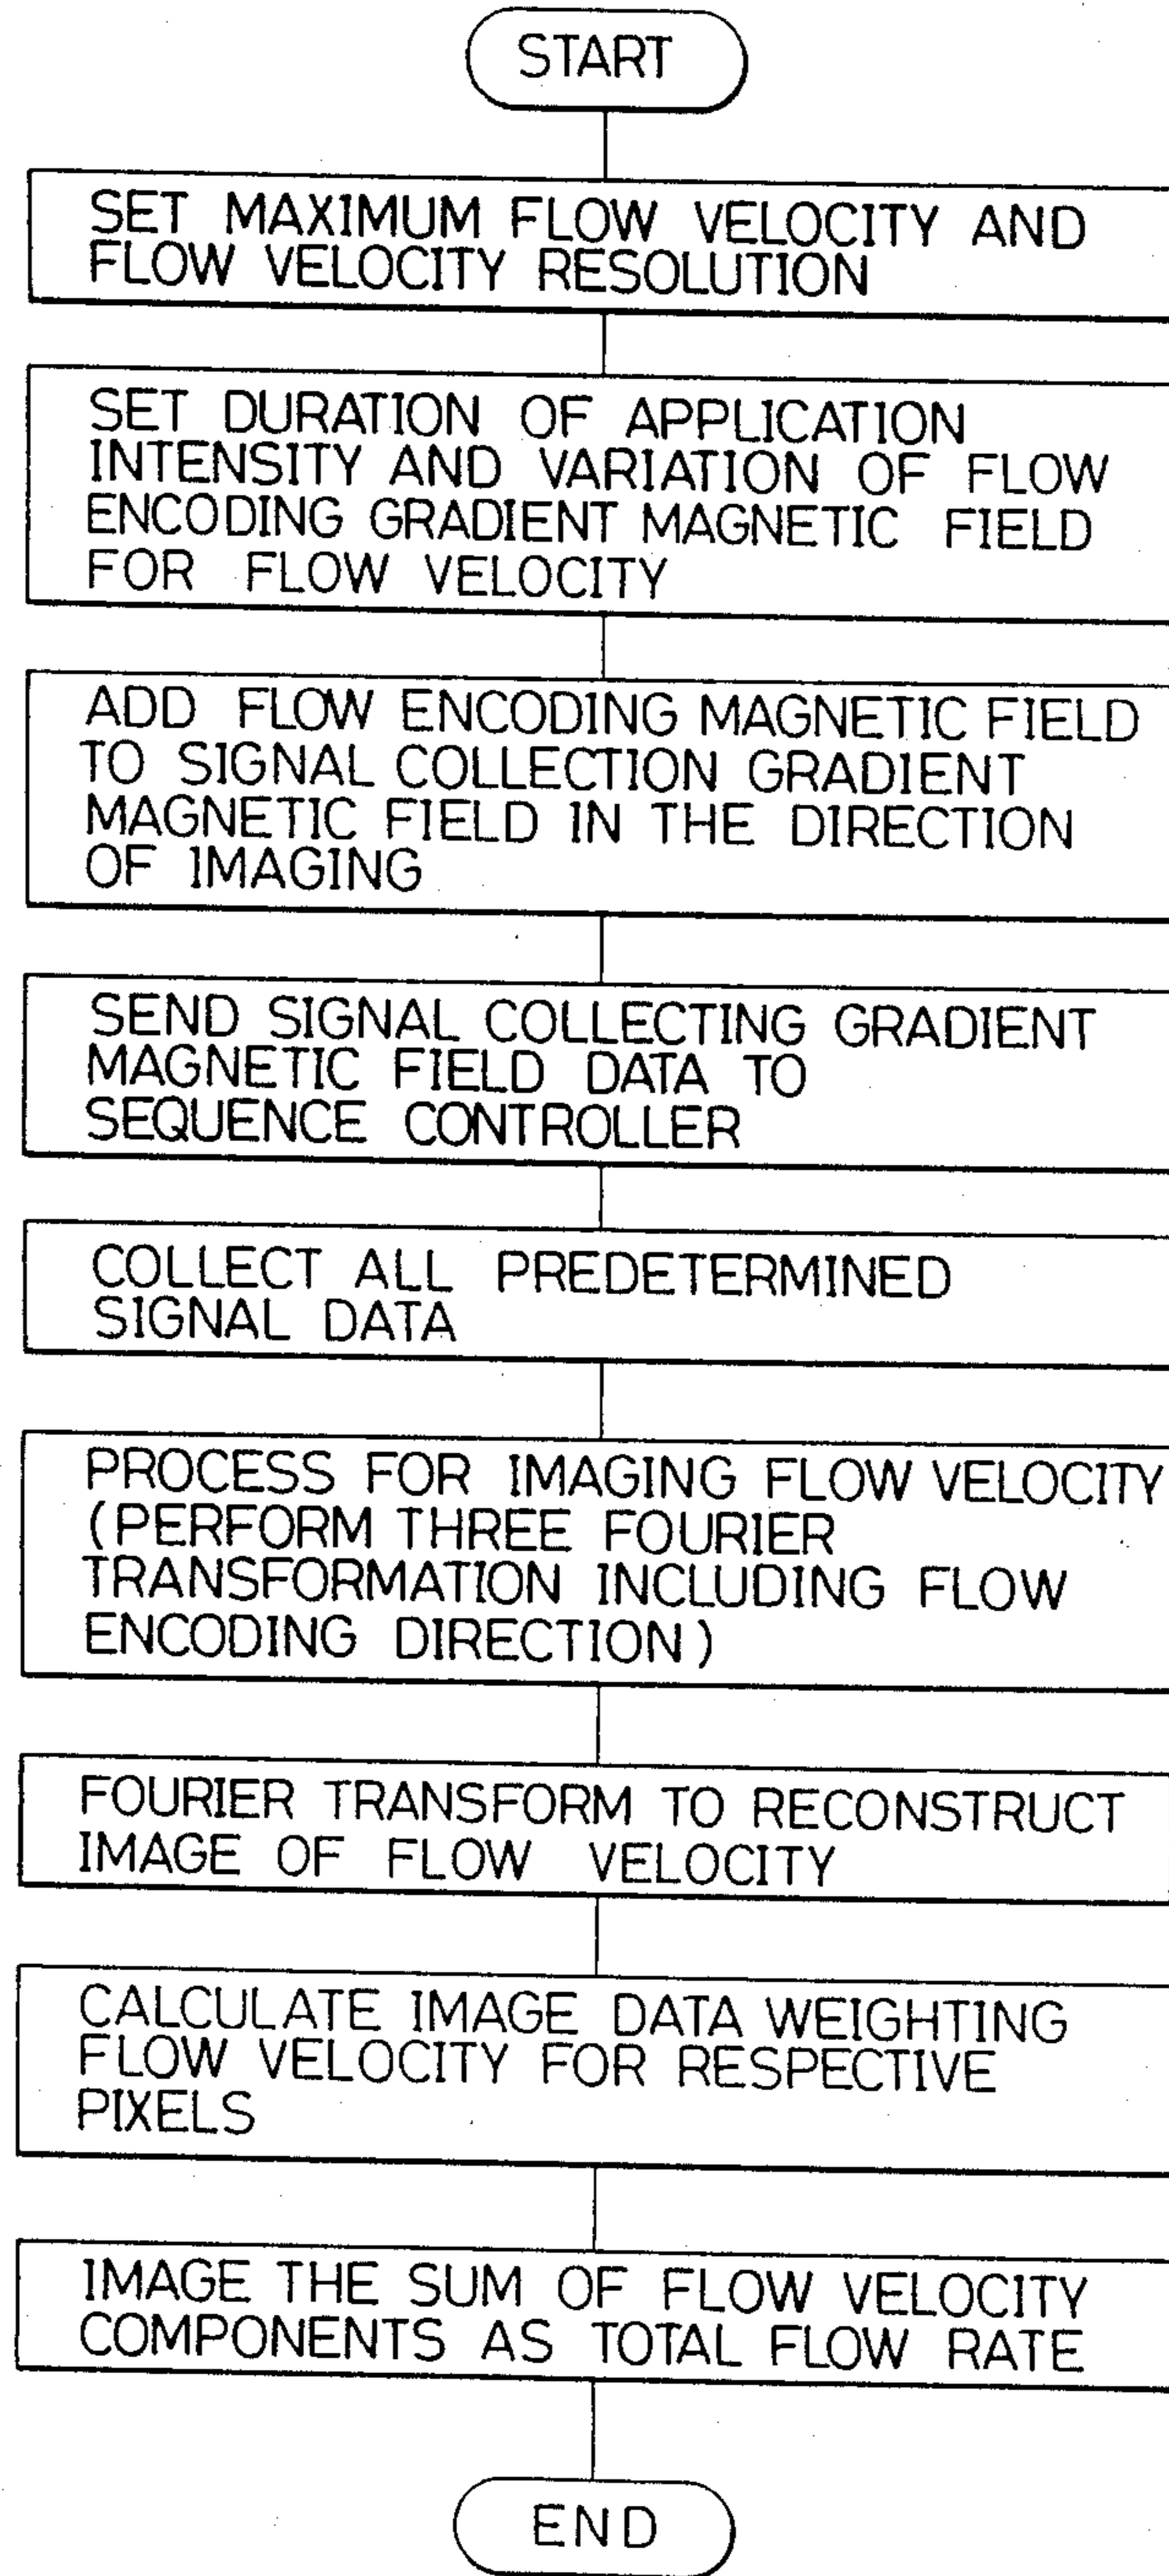 START
SET MAXIMUM FLOW VELOCITY AND
FLOW VELOCITY RESOLUTION
SET DURATION OF APPLICATION
INTENSITY AND VARIATION OF FLOW
ENCODING GRADIENT MAGNETIC FIELD
FOR FLOW VELOCITY
ADD FLOW ENCODING MAGNETIC FIELD
TO SIGNAL COLLECTION GRADIENT
MAGNETIC FIELD IN THE DIRECTION
OF IMAGING
SEND SIGNAL COLLECTING GRADIENT
MAGNETIC FIELD DATA TO
SEQUENCE CONTROLLER
COLLECT ALL PREDETERMINED
SIGNAL DATA
PROCESS FOR IMAGING FLOW VELOCITY
(PERFORM THREE FOURIER
TRANSFORMATION INCLUDING FLOW
ENCODING DIRECTION)
FOURIER TRANSFORM TO RECONSTRUCT
IMAGE OF FLOW VELOCITY
CALCULATE IMAGE DATA WEIGHTING
FLOW VELOCITY FOR RESPECTIVE
PIXELS
IMAGE THE SUM OF FLOW VELOCITY
COMPONENTS AS TOTAL FLOW RATE
END